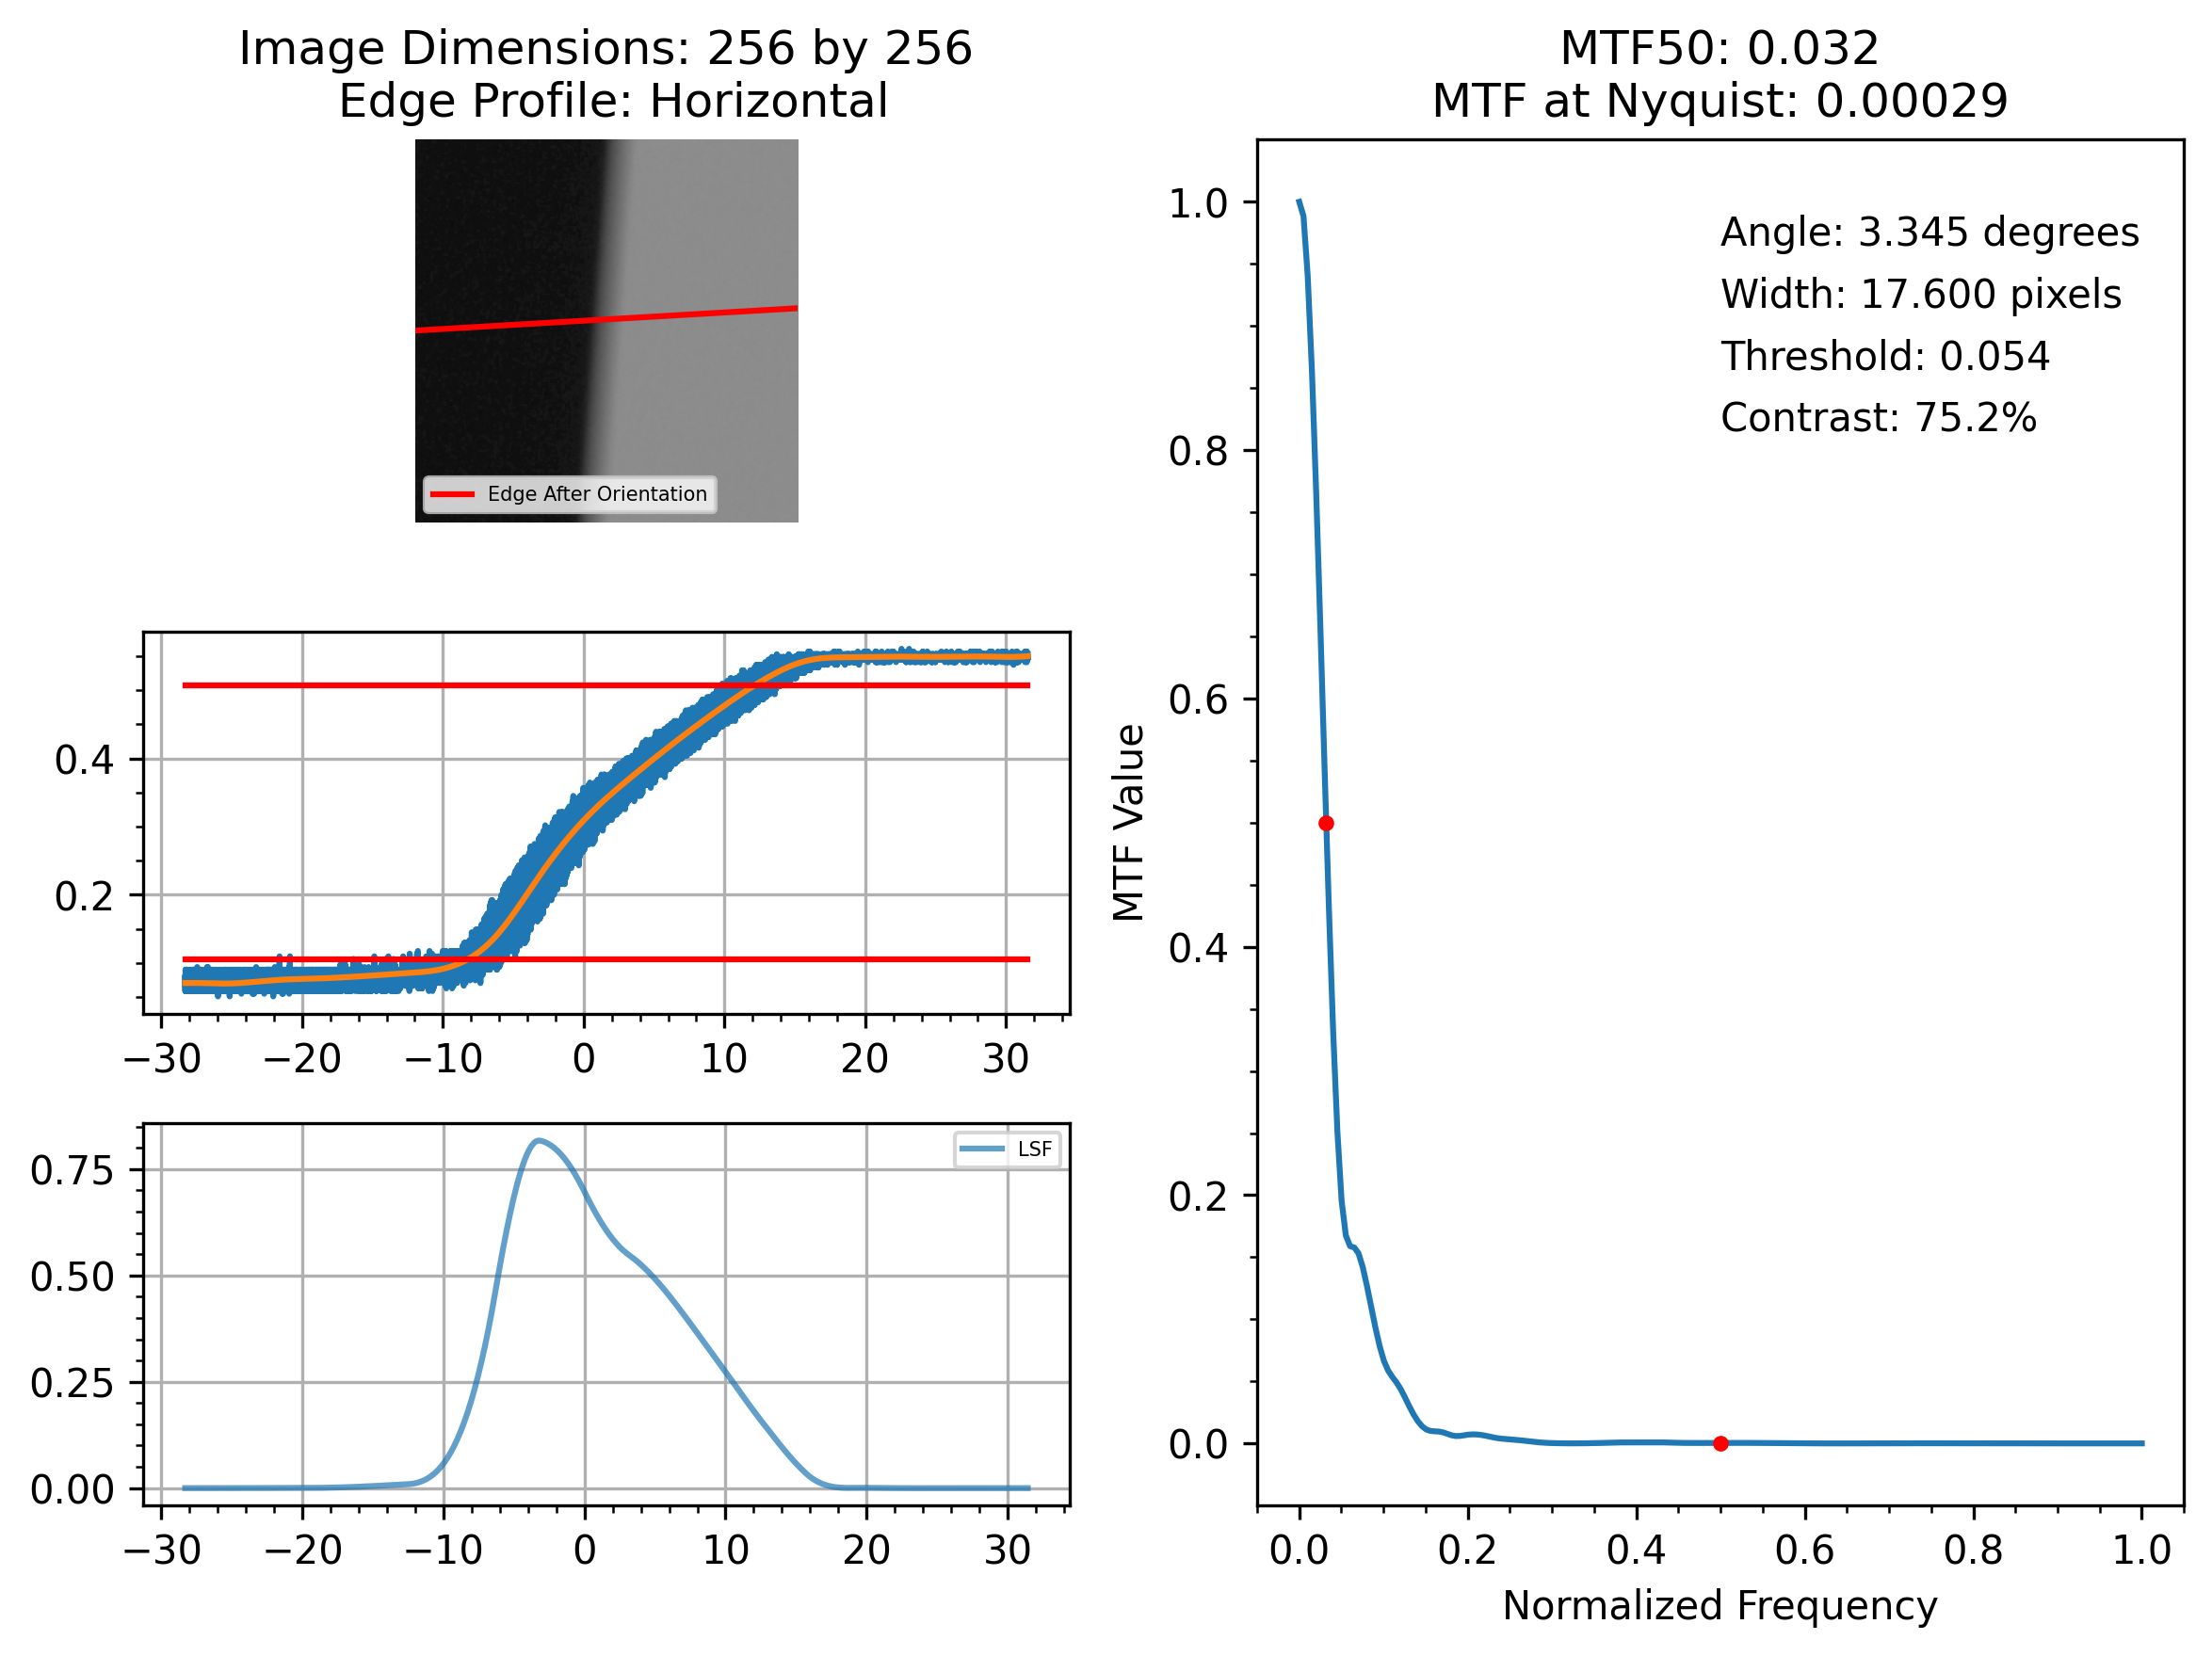 Image Dimensions: 256 by 256
Edge Profile: Horizontal
Edge After Orientation
0.4
0.2
−30 −20 −10 0 10 20 30
LSF
0.75
0.50
0.25
0.00
−30 −20 −10 0 10 20 30
MTF50: 0.032
MTF at Nyquist: 0.00029
Angle: 3.345 degrees
Width: 17.600 pixels
Threshold: 0.054
Contrast: 75.2%
MTF Value
1.0
0.8
0.6
0.4
0.2
0.0
0.0 0.2 0.4 0.6 0.8 1.0
Normalized Frequency